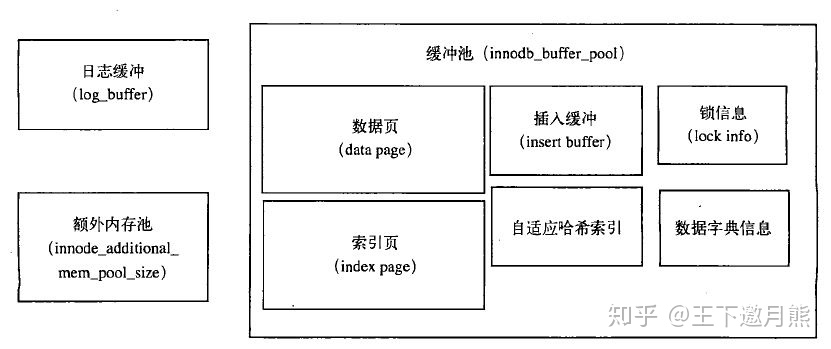 日志缓冲
(log_buffer)
额外内存池
(innode_additional_
mem_pool_size)
缓冲池 (innodb_buffer_pool)
数据页
(data page)
插入缓冲
(insert buffer)
锁信息
(lock info)
索引页
(index page)
自适应哈希索引
数据字典信息
知乎 @王下邀月熊